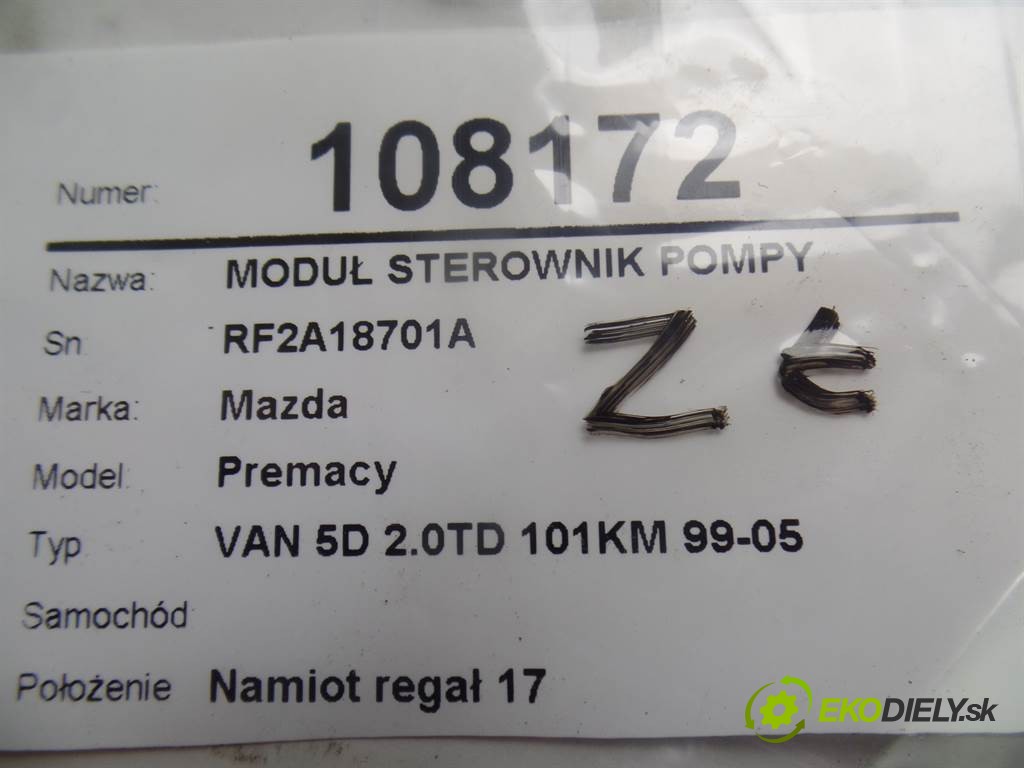 Numer: 108172
Nazwa: MODUŁ STEROWNIK POMPY
Sn RF2A18701A
Marka: Mazda
Model: Premacy
Typ VAN 5D 2.0TD 101KM 99-05
Samochód
Położenie Namiot regał 17
EKODIELY.sk